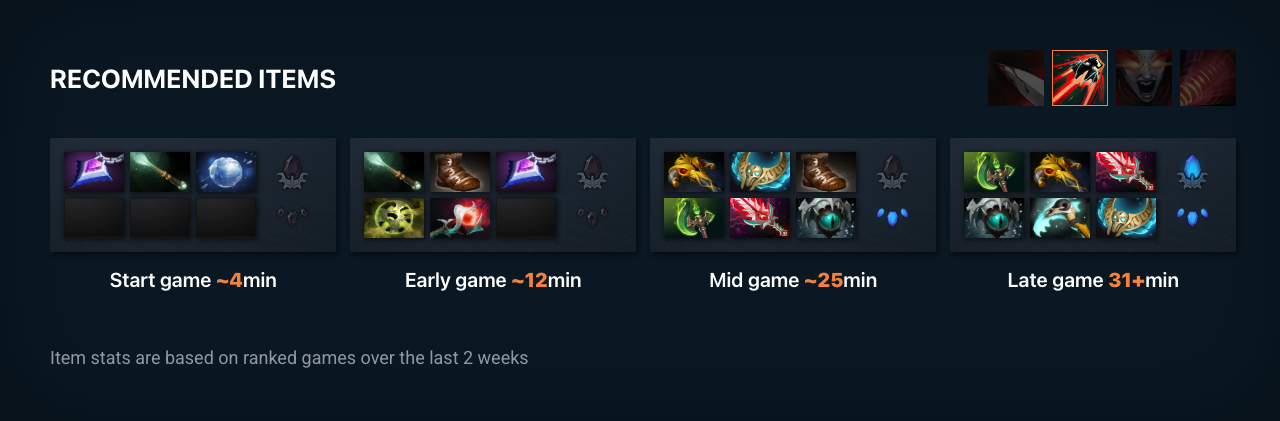 RECOMMENDED ITEMS
Start game ~4min
Early game ~12min
Mid game ~25min
Late game 31+min
Item stats are based on ranked games over the last 2 weeks